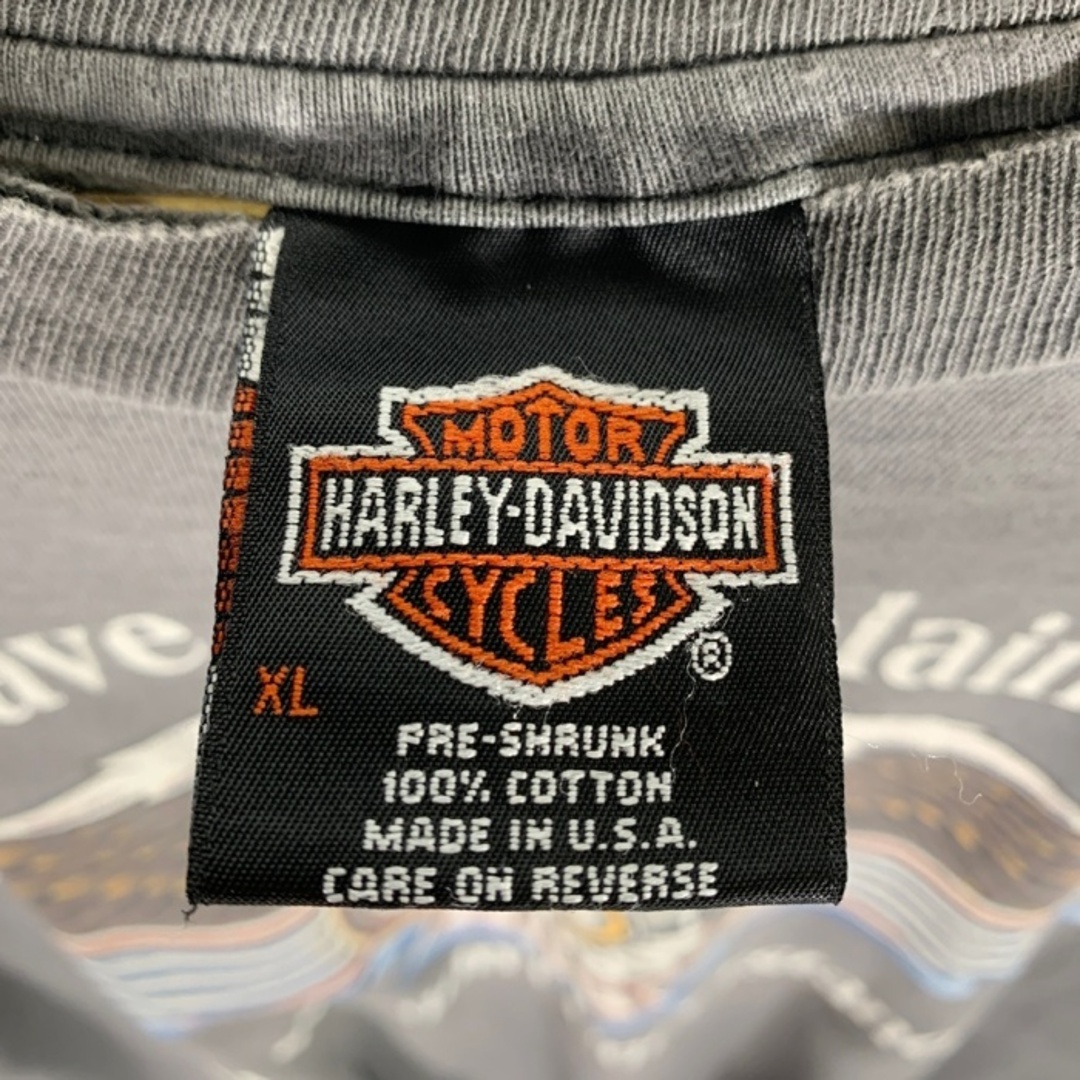 MOTOR
HARLEY-DAVIDSON
CYCLES
®
XL
PRE-SHRUNK
100% COTTON
MADE IN U.S.A.
CARE ON REVERSE